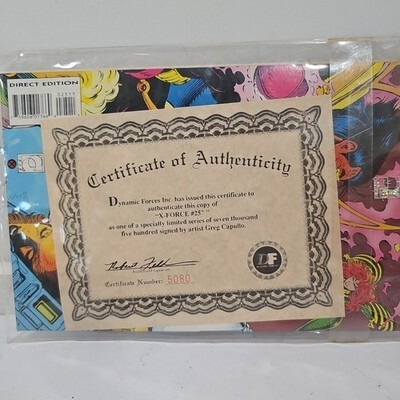 DIRECT EDITION
02511
Certificate of Authenticity
Dynamic Forces Inc. has issued this certificate to
authenticate this copy of
"X-FORCE #25"
as one of a specially limited series of seven thousand
five hundred signed by artist Greg Capullo.
DF
Certificate Number: 5080